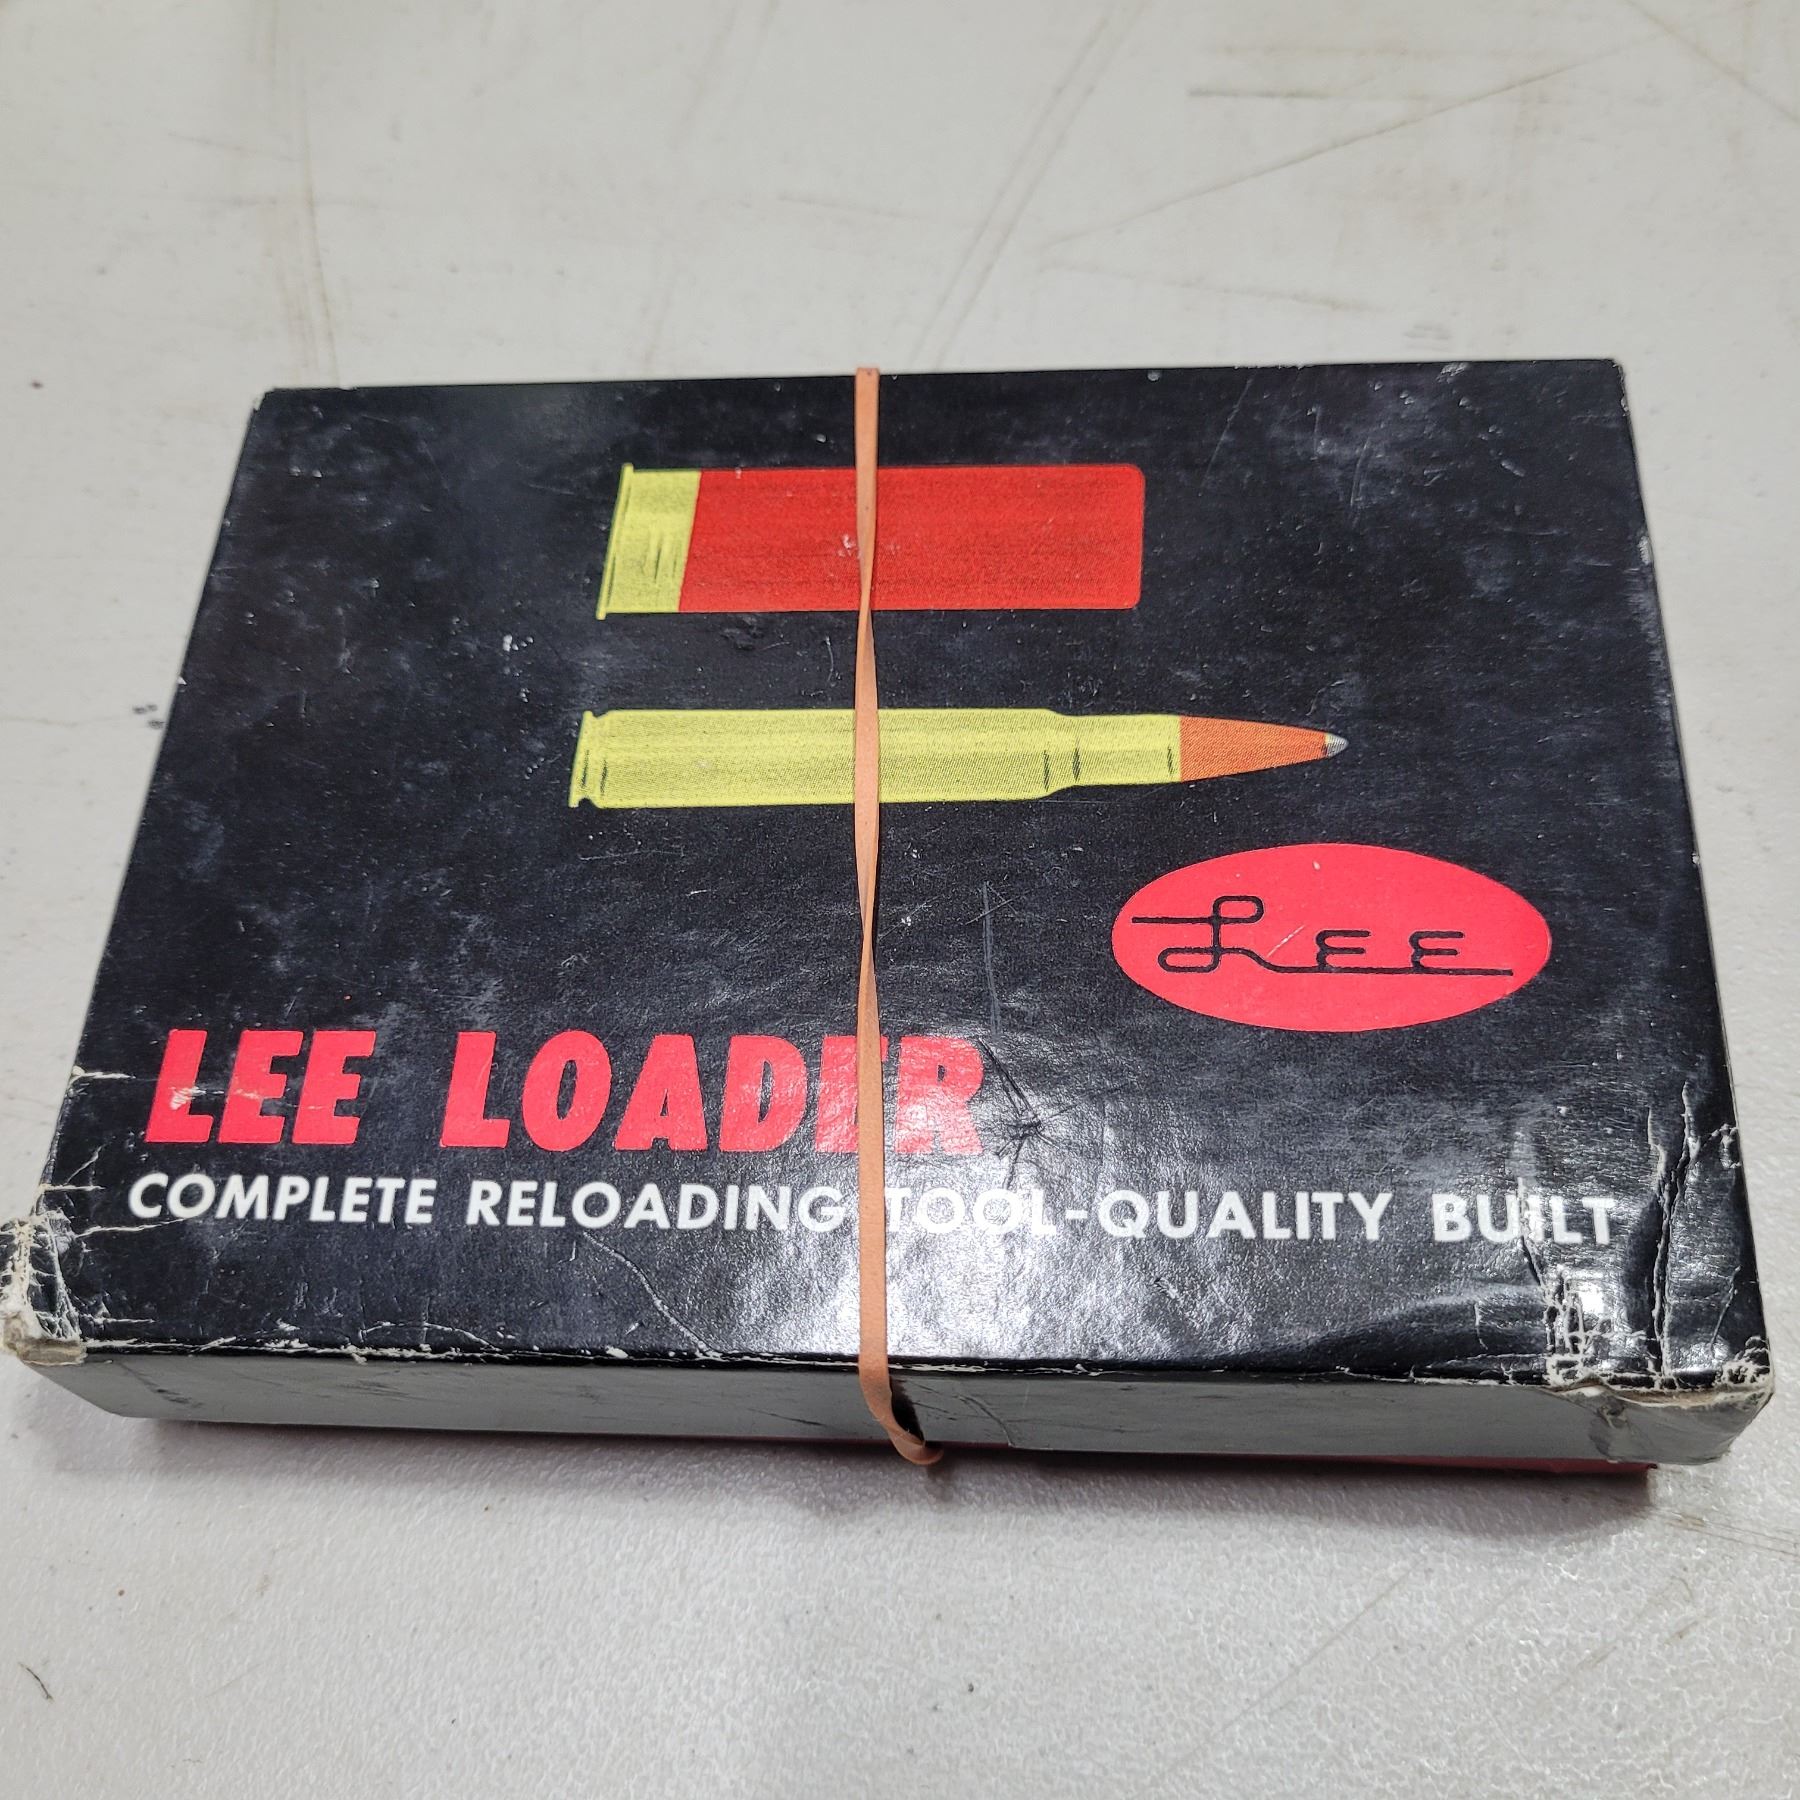 Lee
LEE LOADER
COMPLETE RELOADING TOOL-QUALITY BUILT